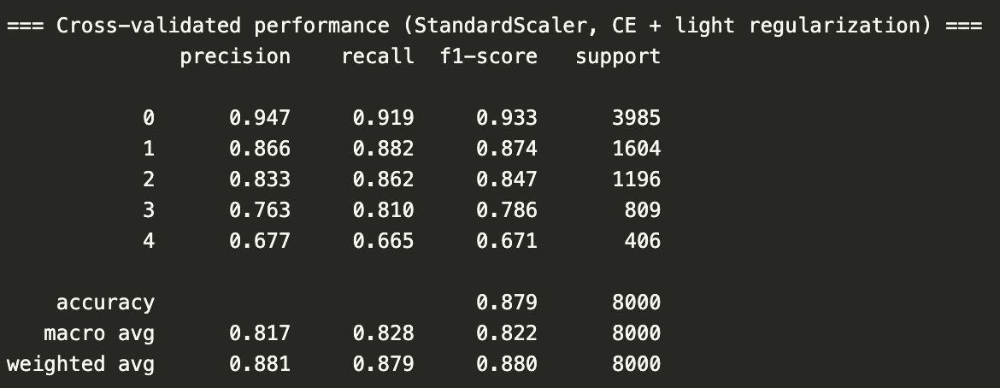 === Cross-validated performance (StandardScaler, CE + light regularization) ===
              precision    recall  f1-score   support

           0      0.947     0.919     0.933      3985
           1      0.866     0.882     0.874      1604
           2      0.833     0.862     0.847      1196
           3      0.763     0.810     0.786       809
           4      0.677     0.665     0.671       406

    accuracy                          0.879      8000
   macro avg      0.817     0.828     0.822      8000
weighted avg      0.881     0.879     0.880      8000